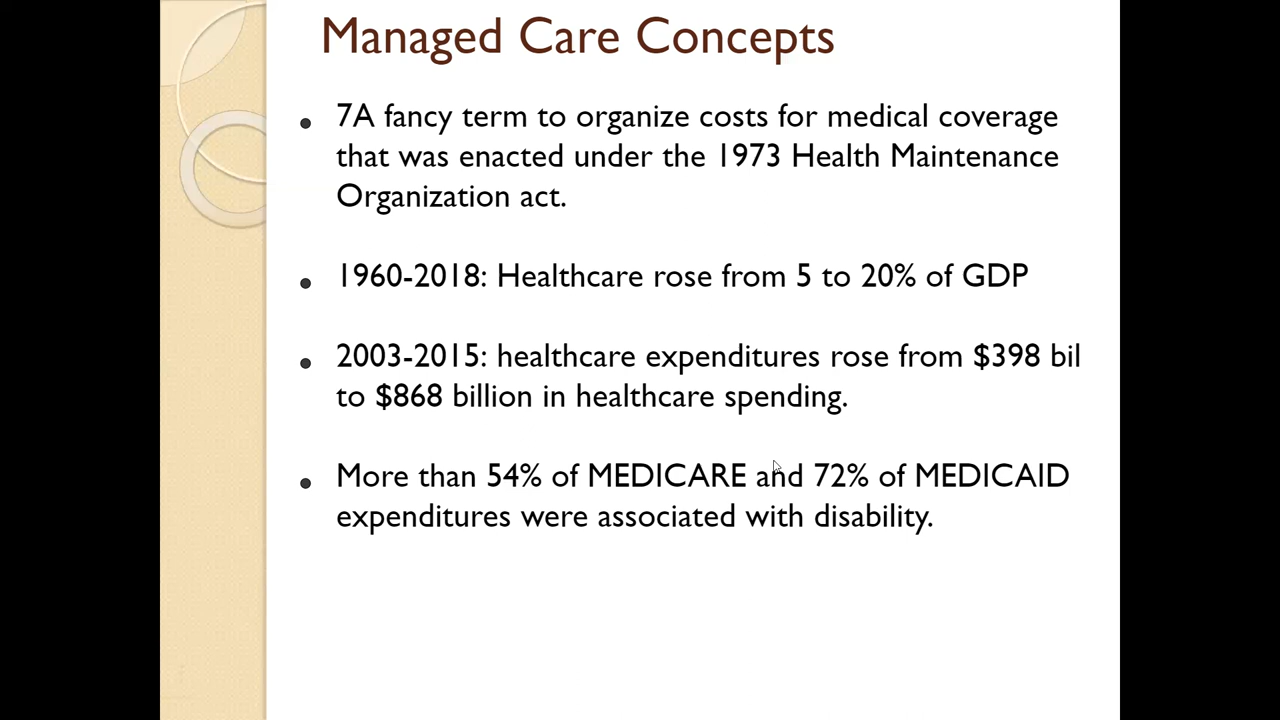 Managed Care Concepts
7A fancy term to organize costs for medical coverage
that was enacted under the 1973 Health Maintenance
Organization act.
1960-2018: Healthcare rose from 5 to 20% of GDP
2003-2015: healthcare expenditures rose from $398 bil
to $868 billion in healthcare spending.
More than 54% of MEDICARE and 72% of MEDICAID
expenditures were associated with disability.